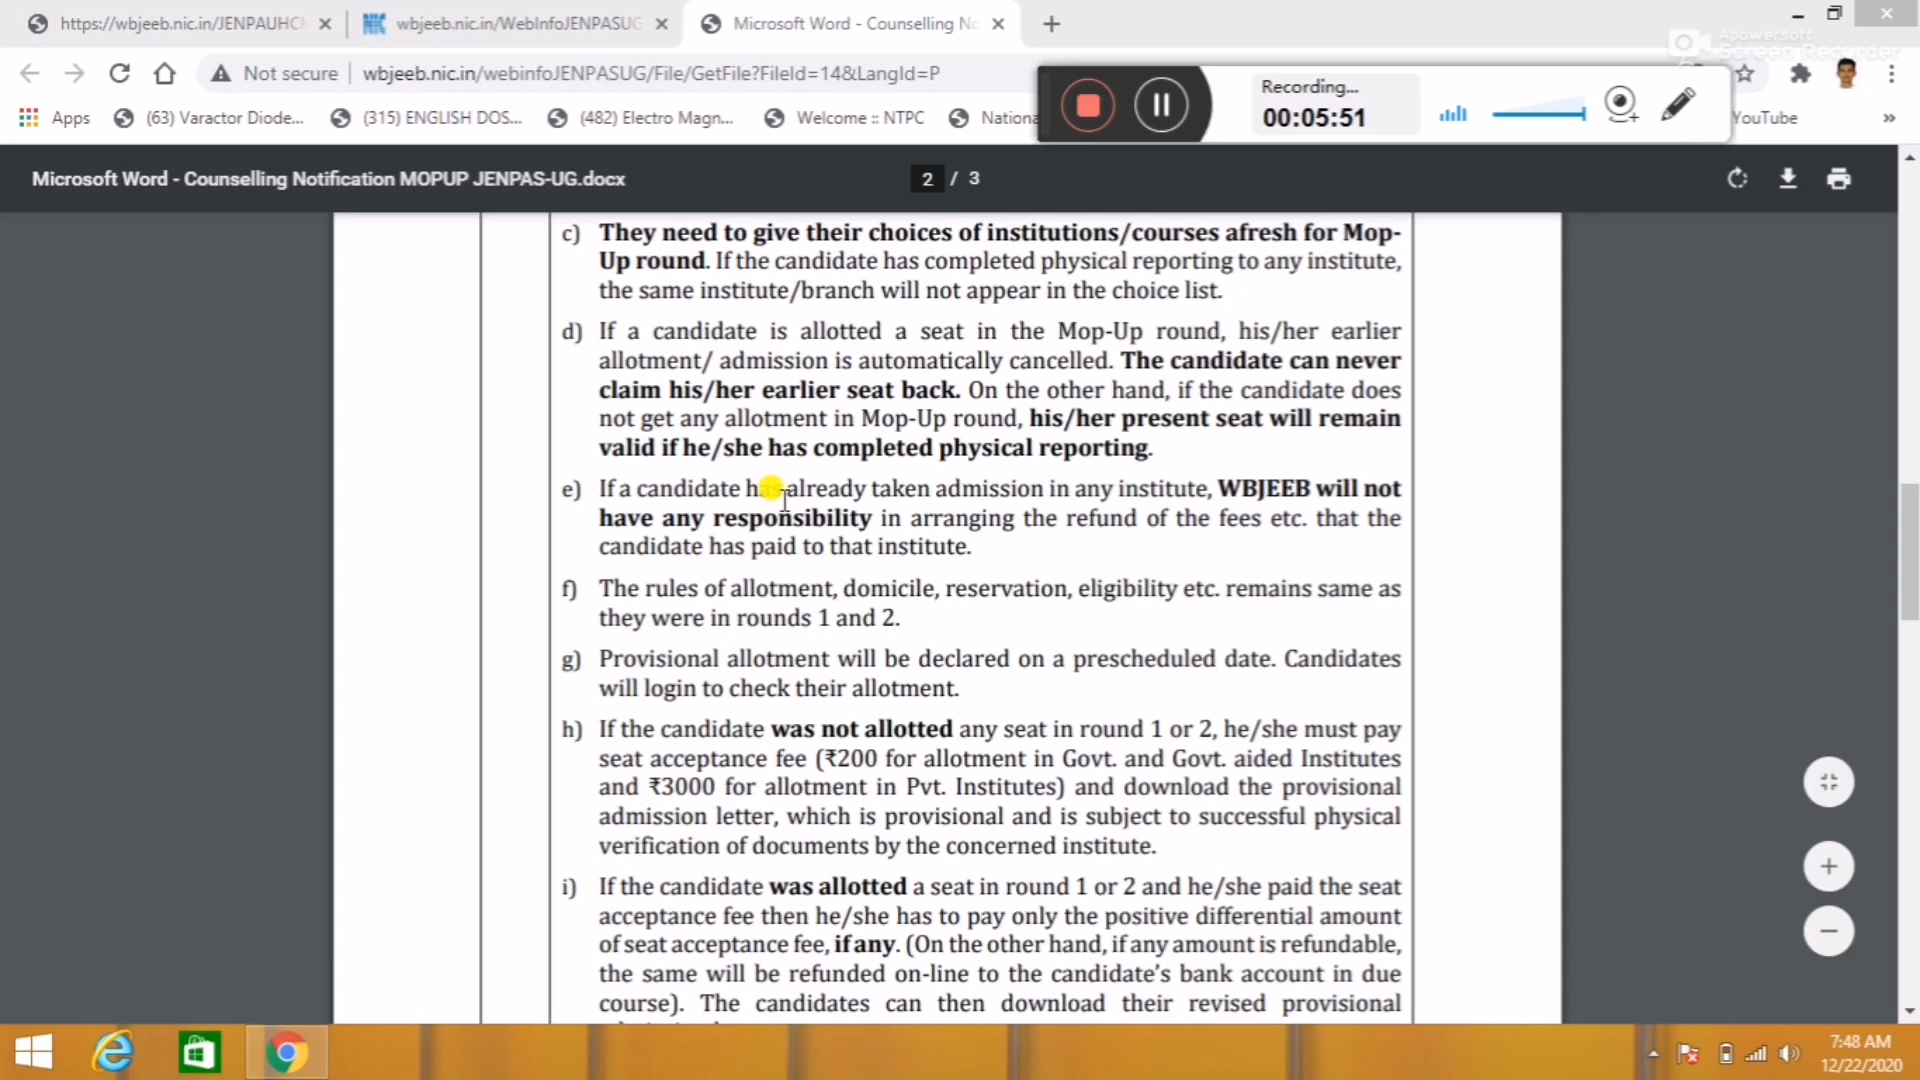 https://wbjeeb.nic.in/JENPAUHCM
wbjeeb.nic.in/WebInfoJENPASUG
Microsoft Word - Counselling No
Apowersoft
Screen Recorder
Not secure
wbjeeb.nic.in/webinfoJENPASUG/File/GetFile?FileId=14&LangId=P
Recording...
00:05:51
Apps
(63) Varactor Diode...
(315) ENGLISH DOS...
(482) Electro Magn...
Welcome :: NTPC
Nationa
YouTube
»
Microsoft Word - Counselling Notification MOPUP JENPAS-UG.docx
2 / 3
c) They need to give their choices of institutions/courses afresh for Mop-
Up round. If the candidate has completed physical reporting to any institute,
the same institute/branch will not appear in the choice list.
d) If a candidate is allotted a seat in the Mop-Up round, his/her earlier
allotment/ admission is automatically cancelled. The candidate can never
claim his/her earlier seat back. On the other hand, if the candidate does
not get any allotment in Mop-Up round, his/her present seat will remain
valid if he/she has completed physical reporting.
e) If a candidate has already taken admission in any institute, WBJEEB will not
have any responsibility in arranging the refund of the fees etc. that the
candidate has paid to that institute.
f) The rules of allotment, domicile, reservation, eligibility etc. remains same as
they were in rounds 1 and 2.
g) Provisional allotment will be declared on a prescheduled date. Candidates
will login to check their allotment.
h) If the candidate was not allotted any seat in round 1 or 2, he/she must pay
seat acceptance fee (₹200 for allotment in Govt. and Govt. aided Institutes
and ₹3000 for allotment in Pvt. Institutes) and download the provisional
admission letter, which is provisional and is subject to successful physical
verification of documents by the concerned institute.
i) If the candidate was allotted a seat in round 1 or 2 and he/she paid the seat
acceptance fee then he/she has to pay only the positive differential amount
of seat acceptance fee, if any. (On the other hand, if any amount is refundable,
the same will be refunded on-line to the candidate's bank account in due
course). The candidates can then download their revised provisional
7:48 AM
12/22/2020